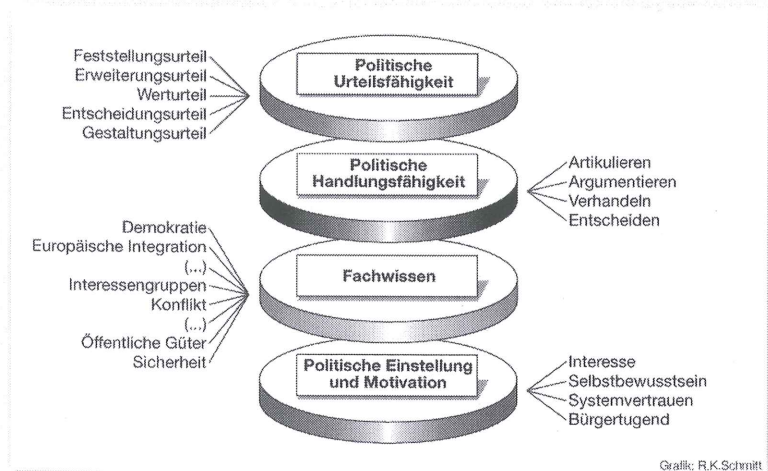 Feststellungsurteil
Erweiterungsurteil
Werturteil
Entscheidungsurteil
Gestaltungsurteil
Politische
Urteilsfähigkeit
Politische
Handlungsfähigkeit
Artikulieren
Argumentieren
Verhandeln
Entscheiden
Demokratie
Europäische Integration
(...)
Interessengruppen
Konflikt
(...)
Öffentliche Güter
Sicherheit
Fachwissen
Politische Einstellung
und Motivation
Interesse
Selbstbewusstsein
Systemvertrauen
Bürgertugend
Grafik: R.K.Schmitt